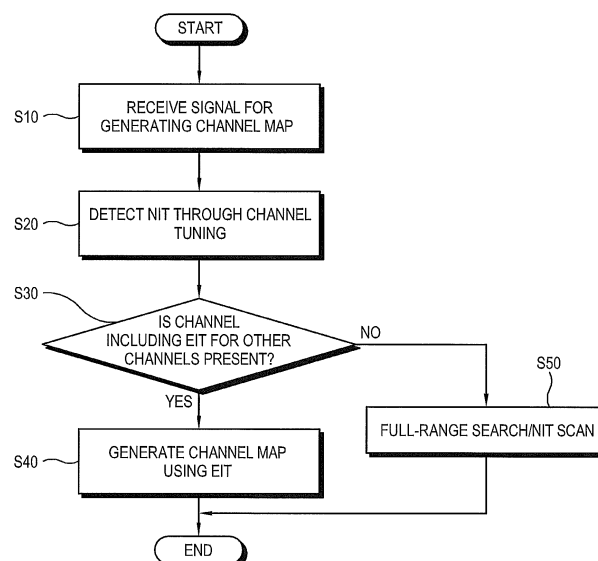 START
S10
RECEIVE SIGNAL FOR
GENERATING CHANNEL MAP
S20
DETECT NIT THROUGH CHANNEL
TUNING
S30
IS CHANNEL
INCLUDING EIT FOR OTHER
CHANNELS PRESENT?
NO
YES
S50
FULL-RANGE SEARCH/NIT SCAN
S40
GENERATE CHANNEL MAP
USING EIT
END